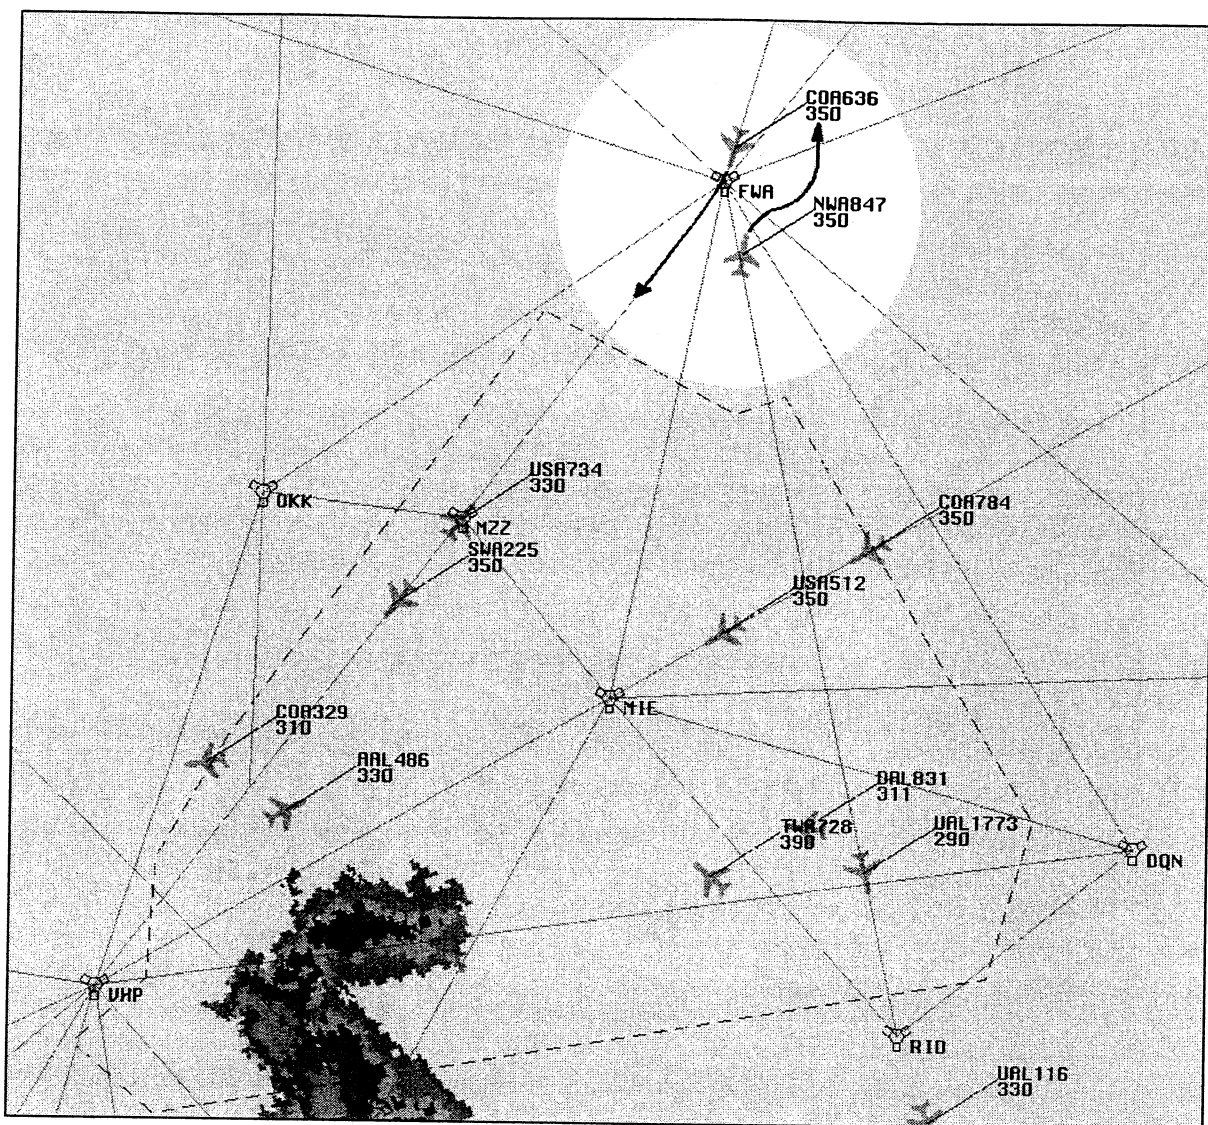 COA636
350
FWA
NWA847
350
USA734
330
OKK
MZZ
COA784
350
SWA225
350
USA512
350
MIE
COA329
310
AAL486
330
DAL831
311
TWA728
390
UAL1773
290
DQN
VHP
RID
UAL116
330